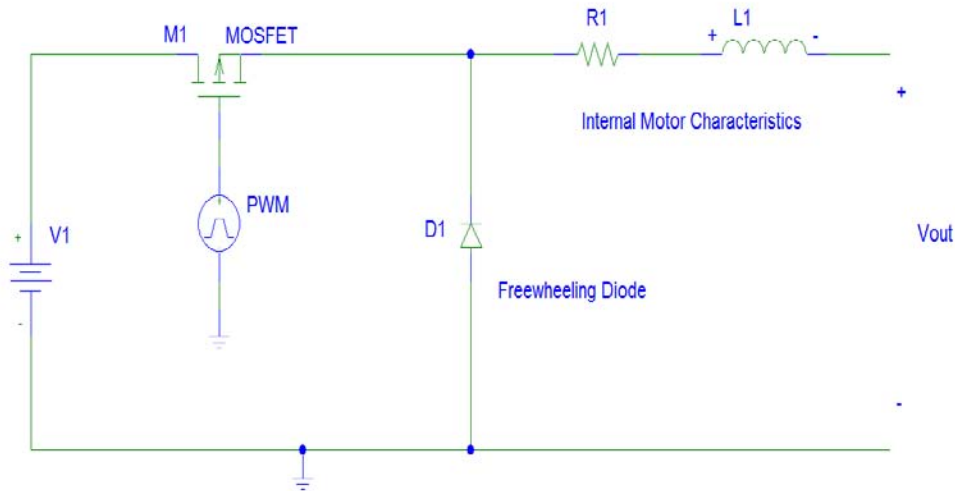 R1
L1
M1
MOSFET
+
-
+
Internal Motor Characteristics
PWM
+
V1
D1
Vout
Freewheeling Diode
-
-